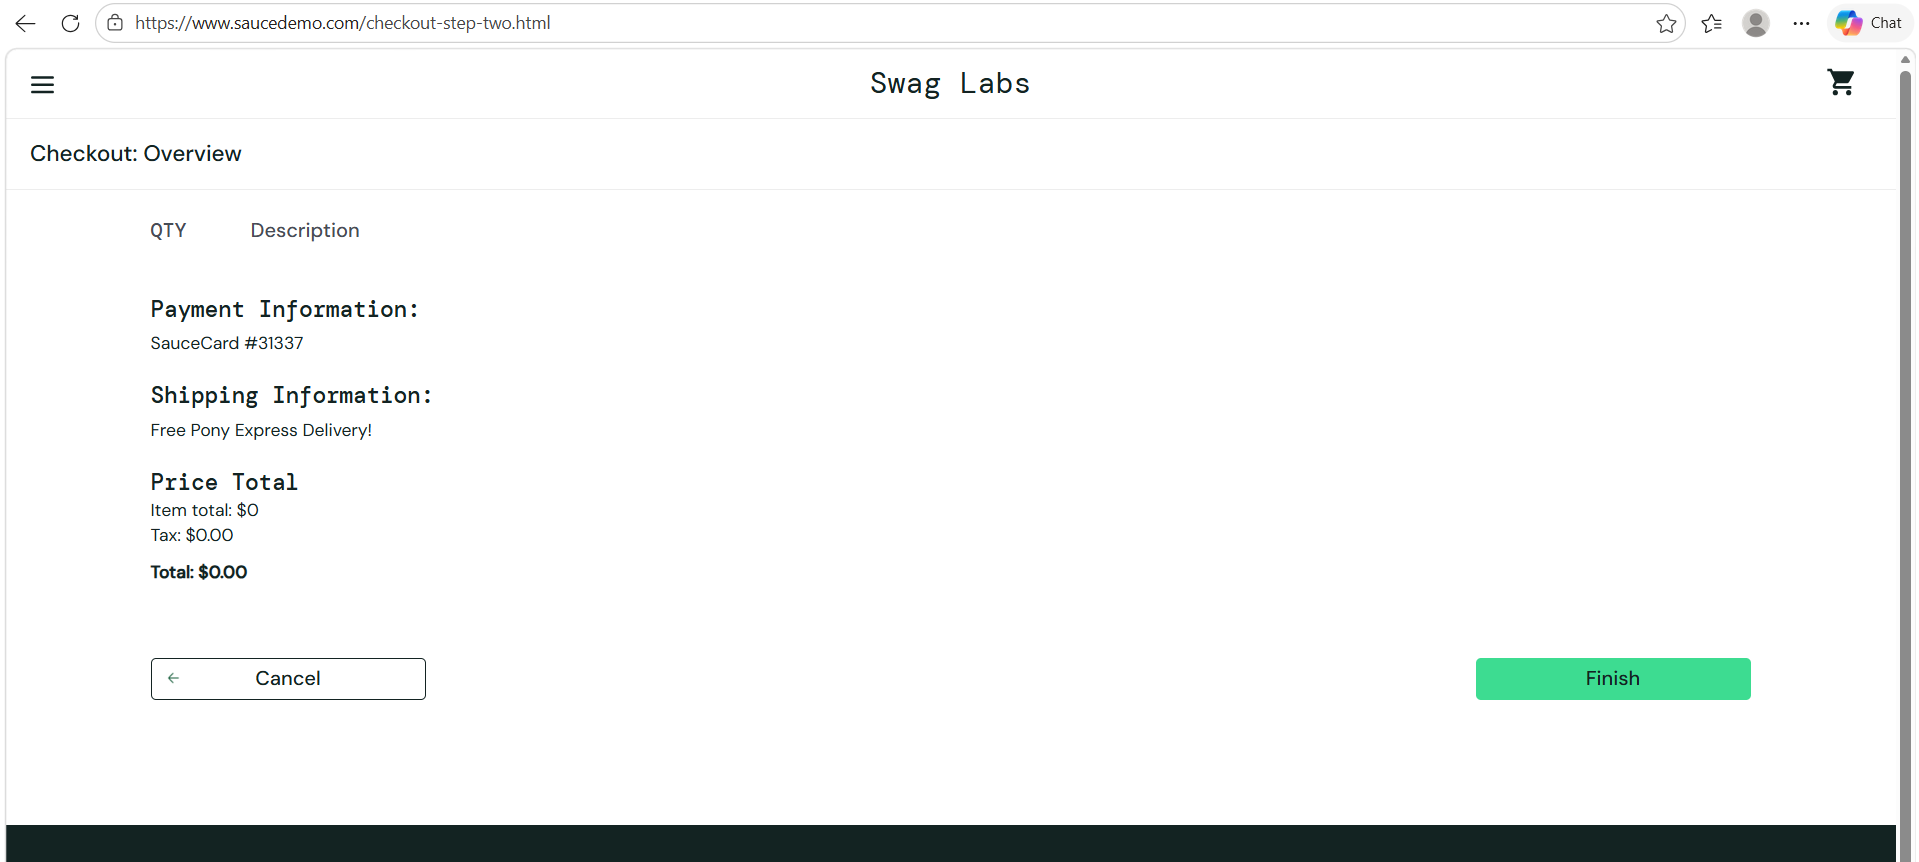 https://www.saucedemo.com/checkout-step-two.html
Chat
Swag Labs
Checkout: Overview
QTY Description
Payment Information:
SauceCard #31337
Shipping Information:
Free Pony Express Delivery!
Price Total
Item total: $0
Tax: $0.00
Total: $0.00
Cancel
Finish